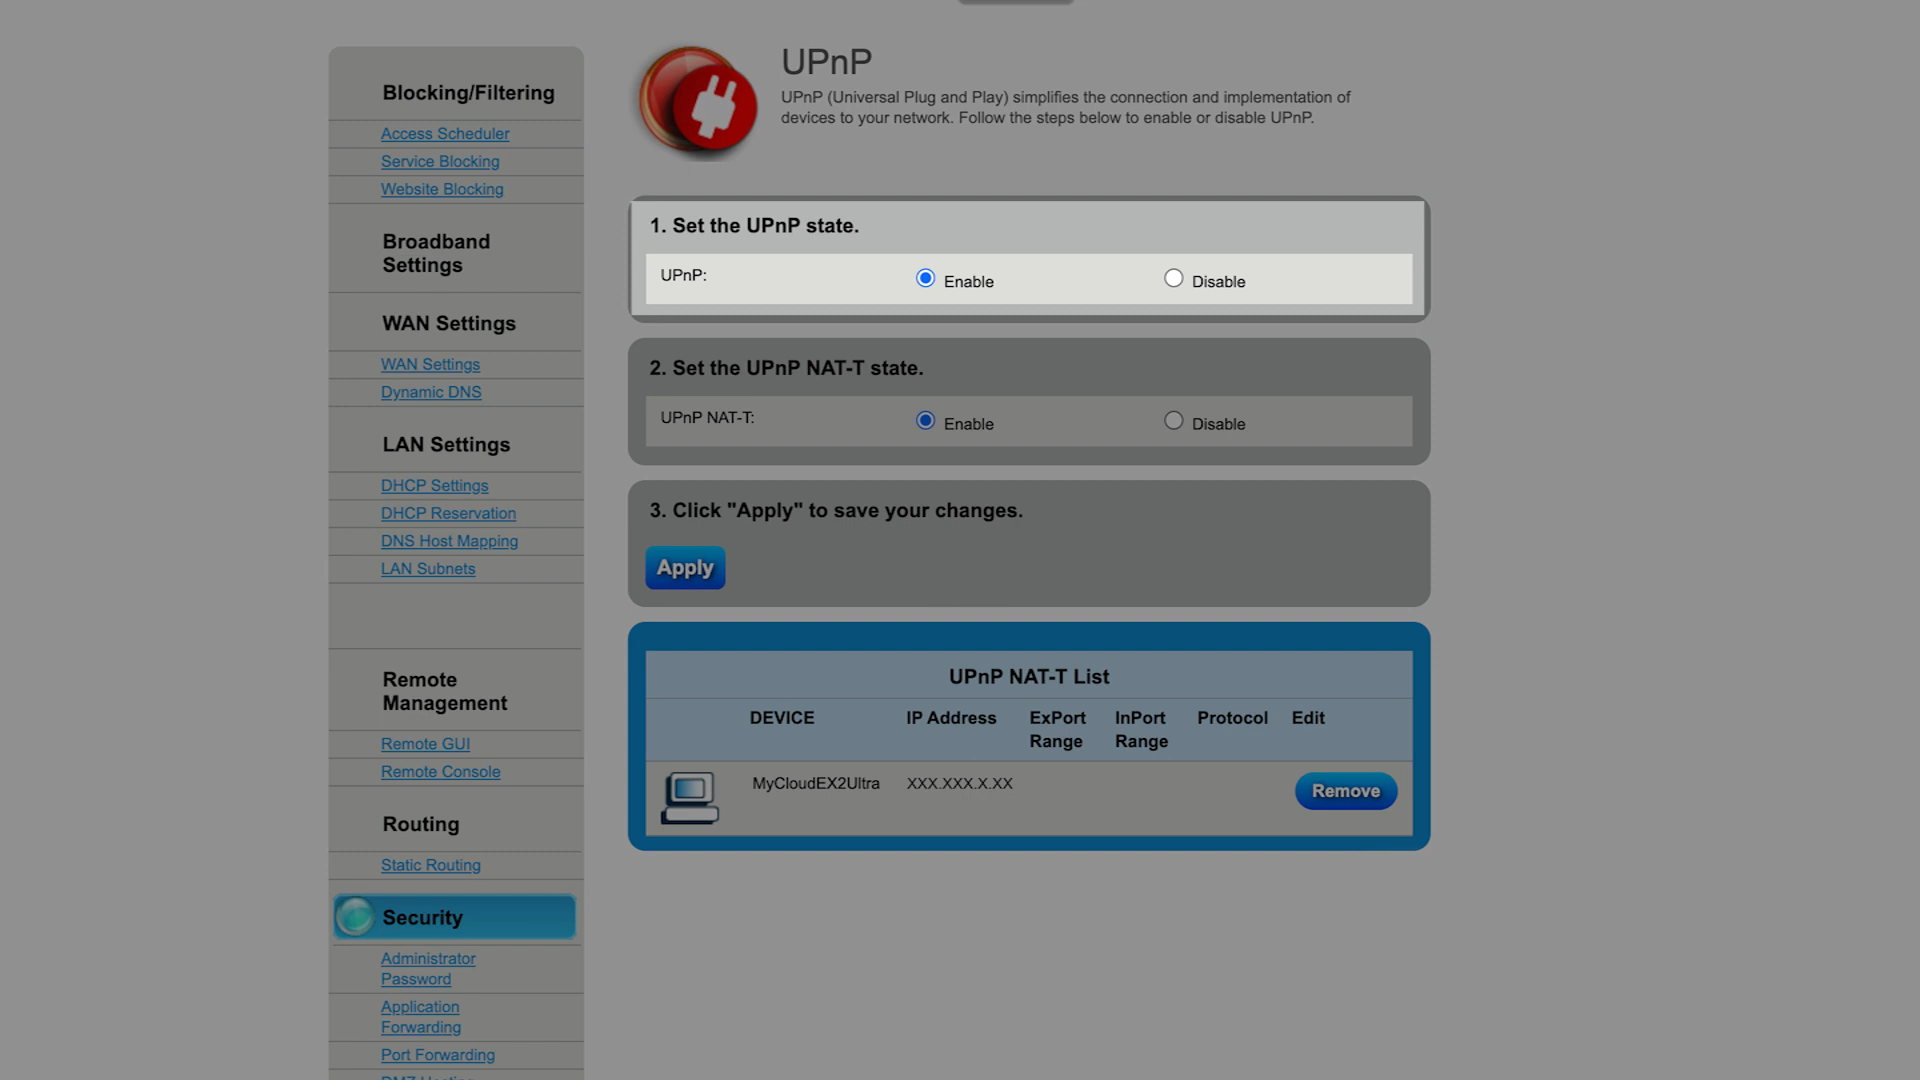 Blocking/Filtering
Access Scheduler
Service Blocking
Website Blocking
Broadband
Settings
WAN Settings
WAN Settings
Dynamic DNS
LAN Settings
DHCP Settings
DHCP Reservation
DNS Host Mapping
LAN Subnets
Remote
Management
Remote GUI
Remote Console
Routing
Static Routing
Security
Administrator
Password
Application
Forwarding
Port Forwarding
DMZ Hosting
UPnP
UPnP (Universal Plug and Play) simplifies the connection and implementation of
devices to your network. Follow the steps below to enable or disable UPnP.
1. Set the UPnP state.
UPnP: Enable Disable
2. Set the UPnP NAT-T state.
UPnP NAT-T: Enable Disable
3. Click "Apply" to save your changes.
Apply
UPnP NAT-T List
DEVICE IP Address ExPort Range InPort Range Protocol Edit
MyCloudEX2Ultra XXX.XXX.X.XX Remove